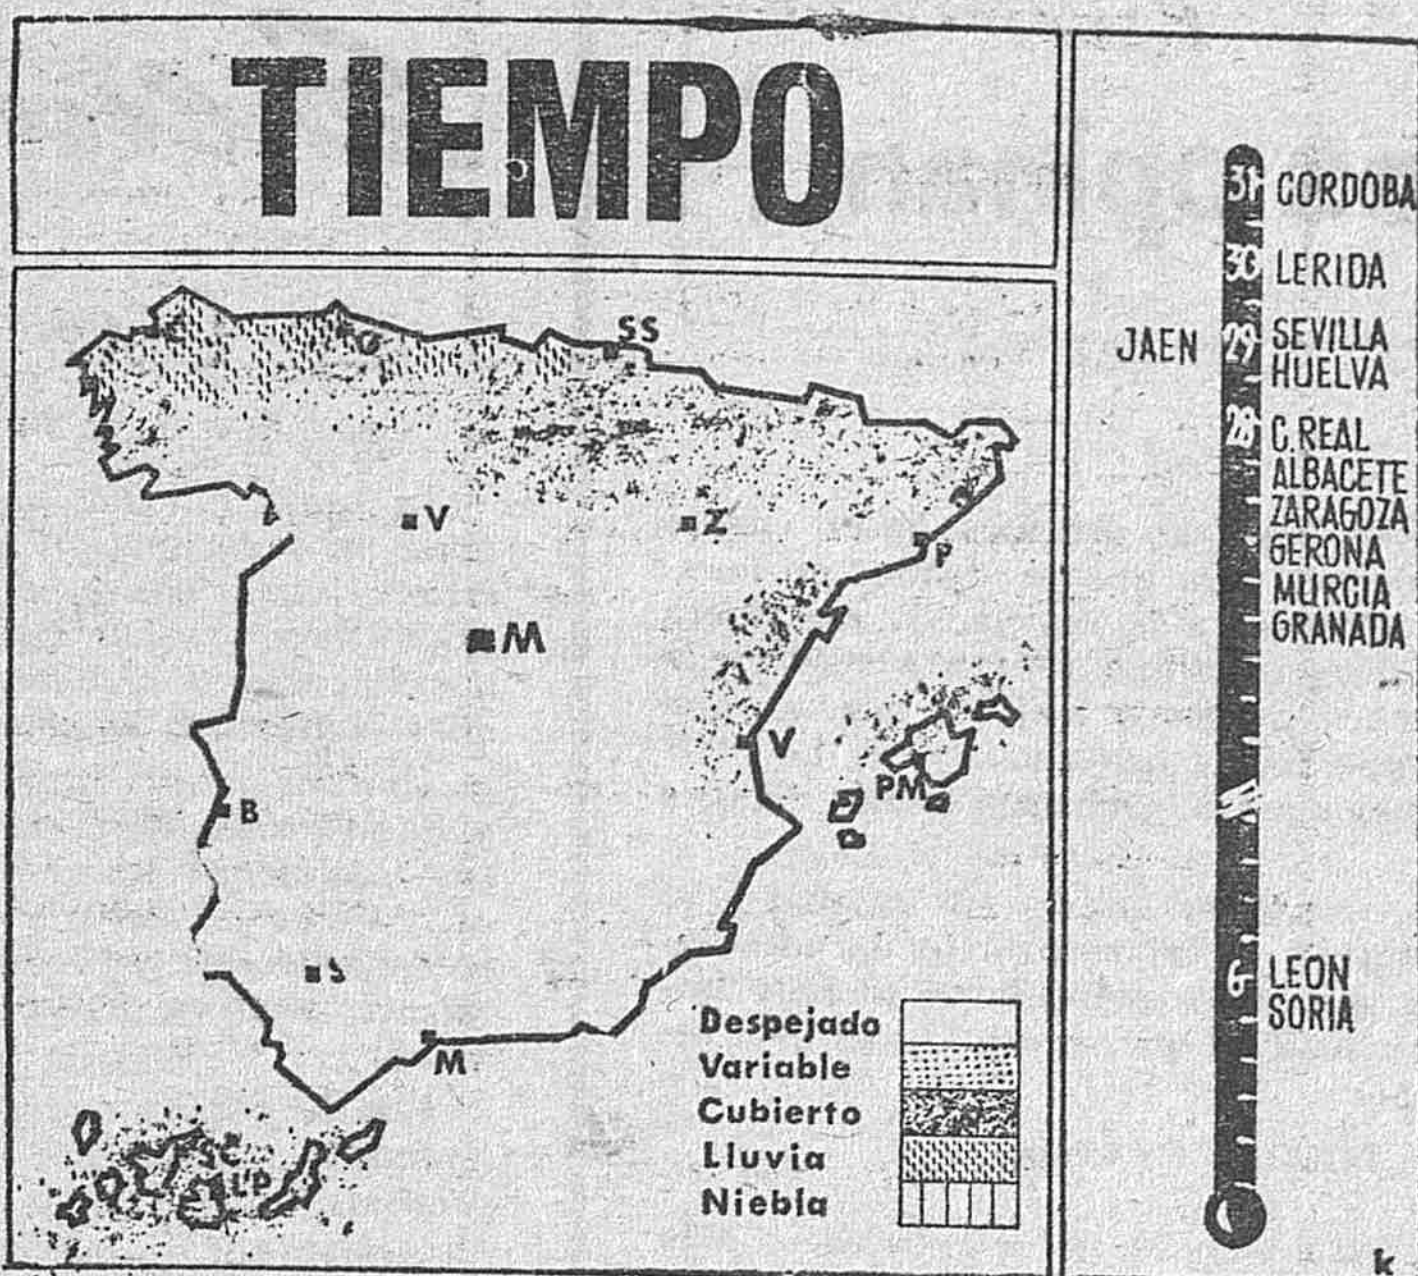 TIEMPO
SS
V
Z
P
M
V
PM
B
S
M
C
LP
Despejado
Variable
Cubierto
Lluvia
Niebla
31 CORDOBA
30 LERIDA
JAEN 29 SEVILLA
HUELVA
28 C.REAL
ALBACETE
ZARAGOZA
GERONA
MURCIA
GRANADA
6 LEON
SORIA
k